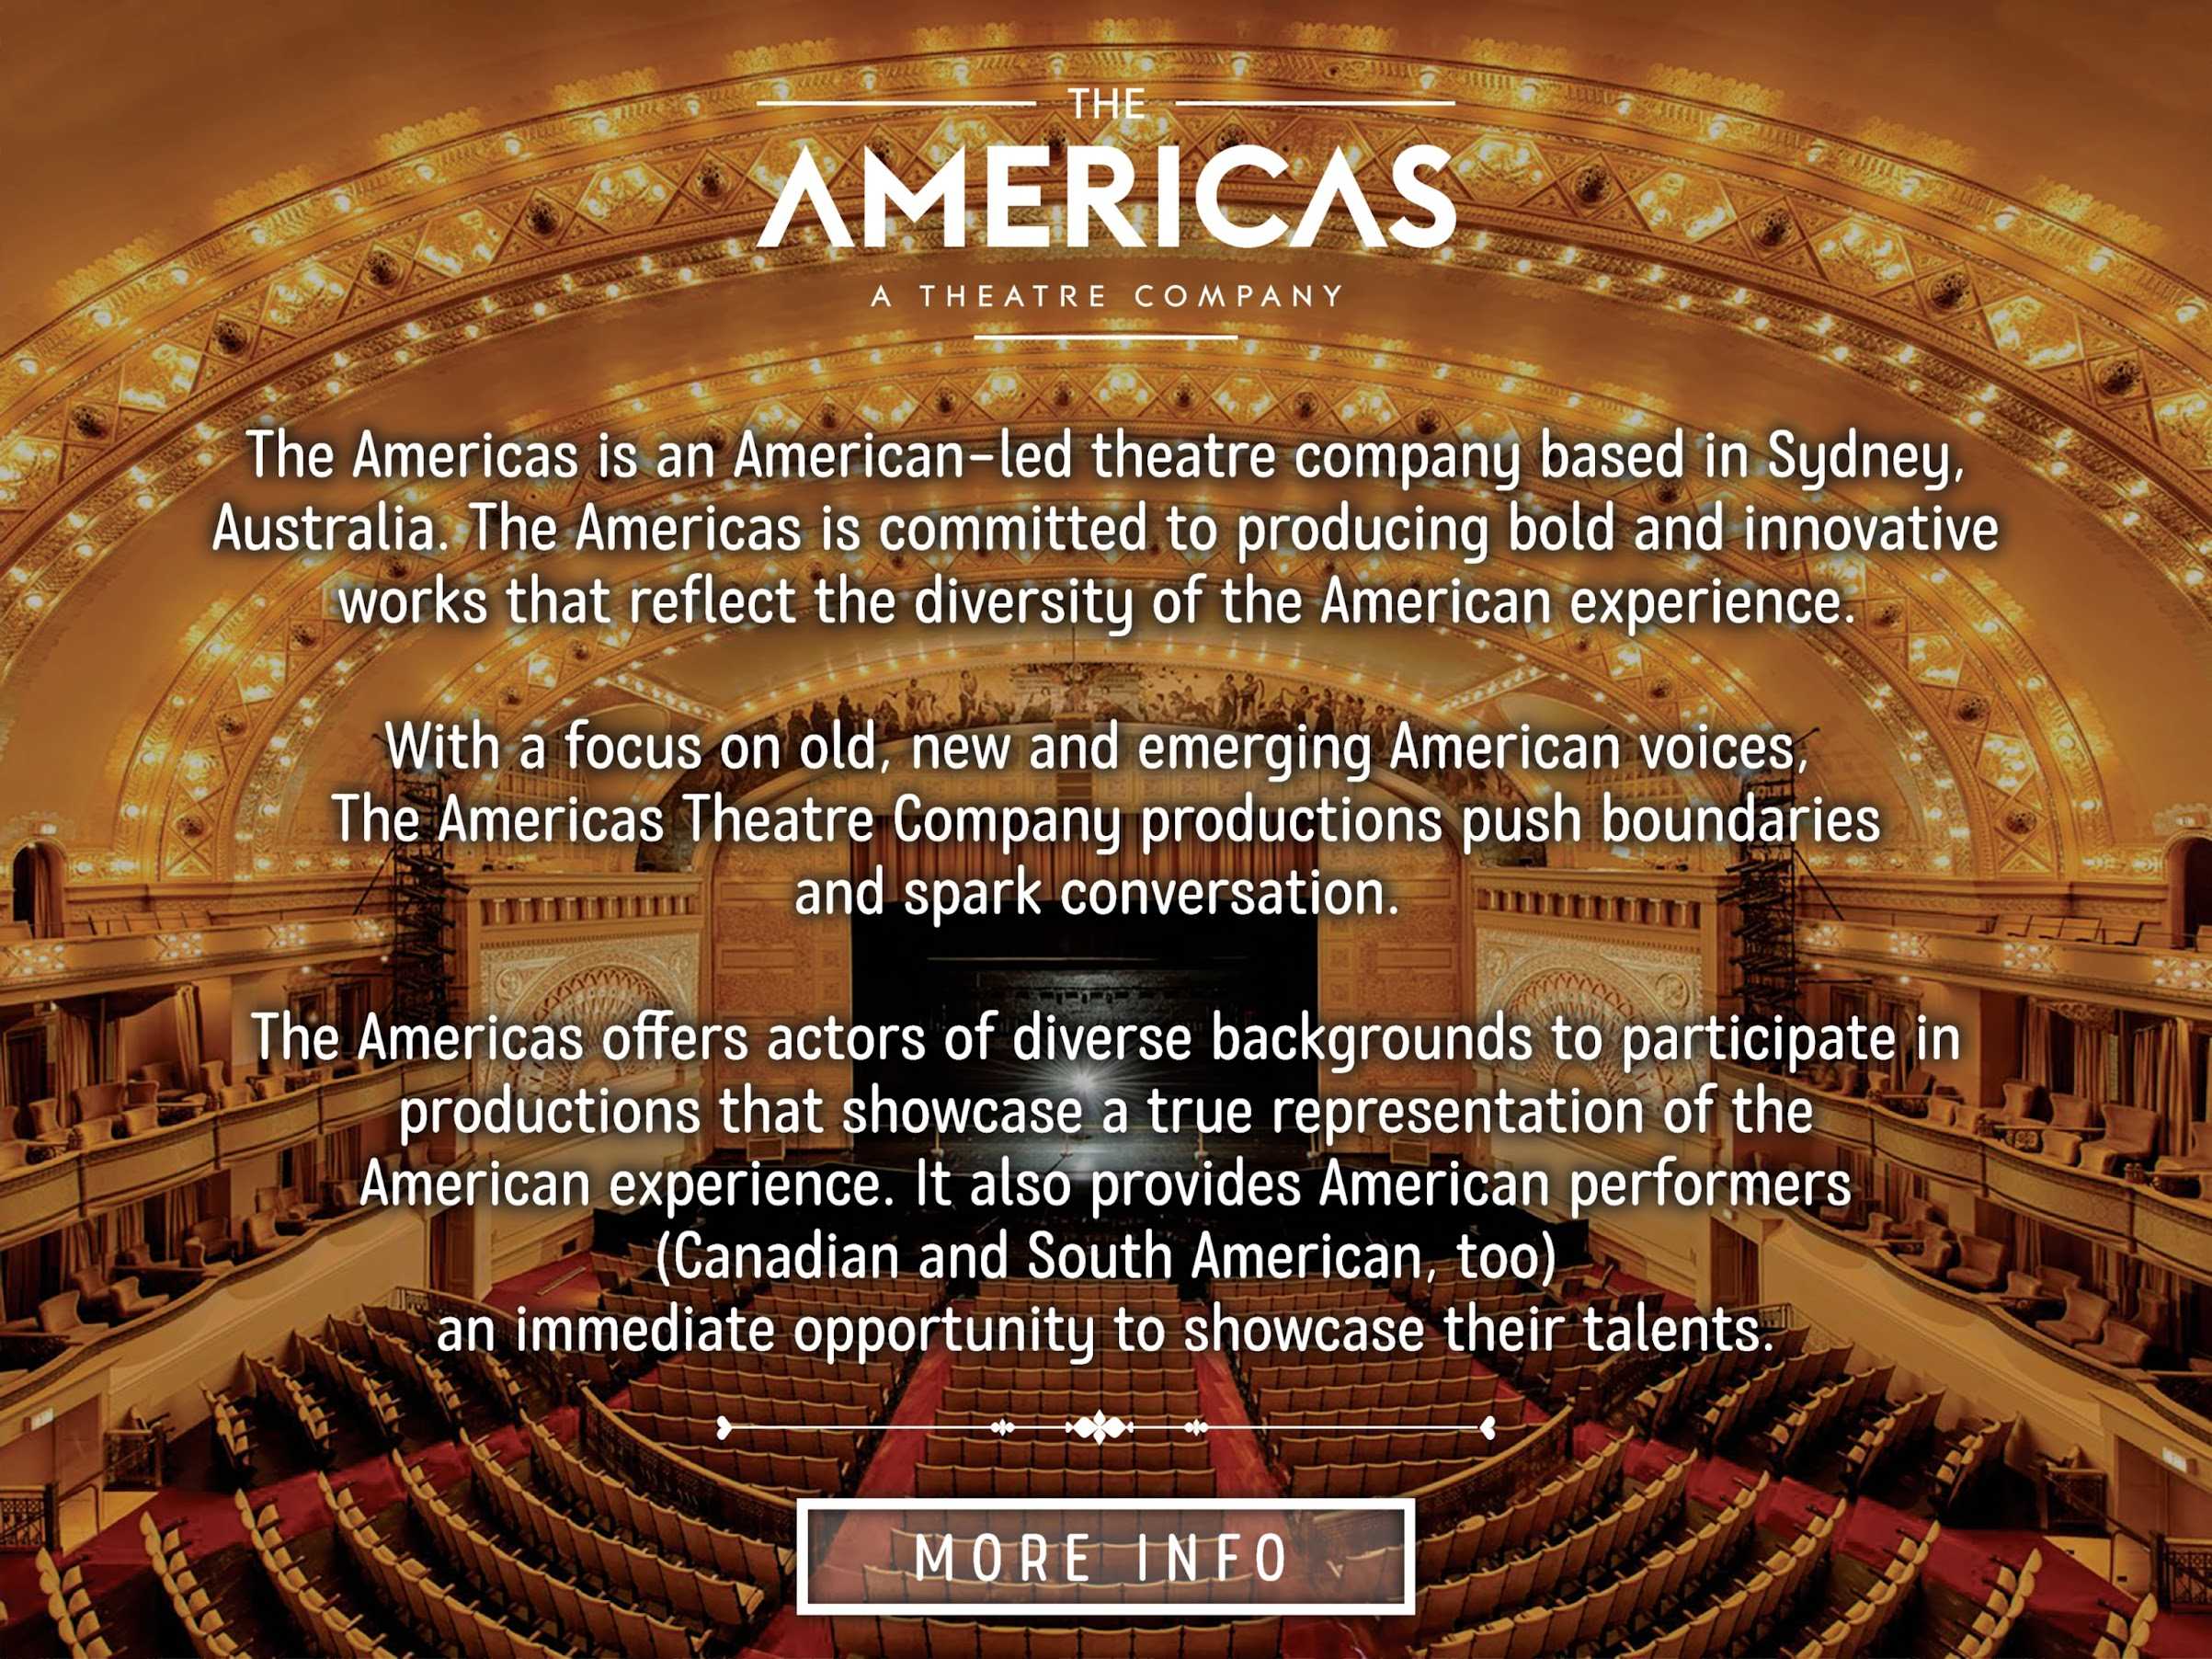 THE
AMERICAS
A THEATRE COMPANY
The Americas is an American-led theatre company based in Sydney,
Australia. The Americas is committed to producing bold and innovative
works that reflect the diversity of the American experience.
With a focus on old, new and emerging American voices,
The Americas Theatre Company productions push boundaries
and spark conversation.
The Americas offers actors of diverse backgrounds to participate in
productions that showcase a true representation of the
American experience. It also provides American performers
(Canadian and South American, too)
an immediate opportunity to showcase their talents.
MORE INFO